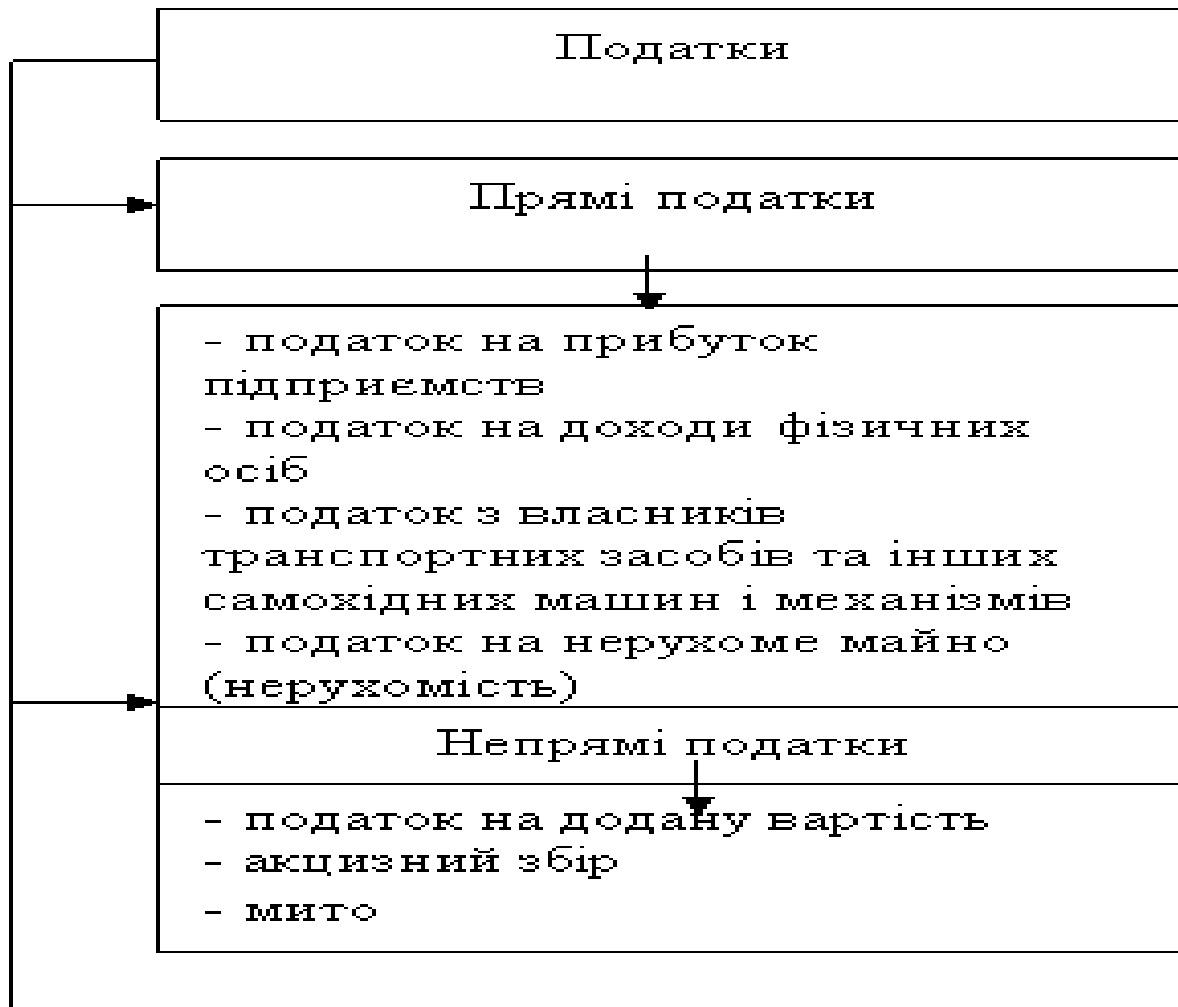 Податки
Прямі податки
- податок на прибуток
підприємств
- податок на доходи фізичних
осіб
- податок з власників
транспортних засобів та інших
самохідних машин і механізмів
- податок на нерухоме майно
(нерухомість)
Непрямі податки
- податок на додану вартість
- акцизний збір
- мито